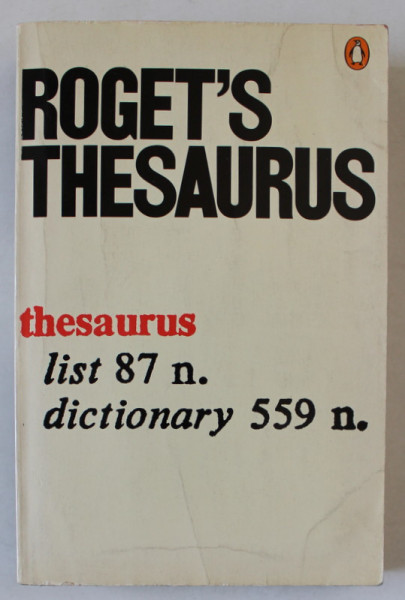 ROGET'S
THESAURUS
thesaurus
list 87 n.
dictionary 559 n.